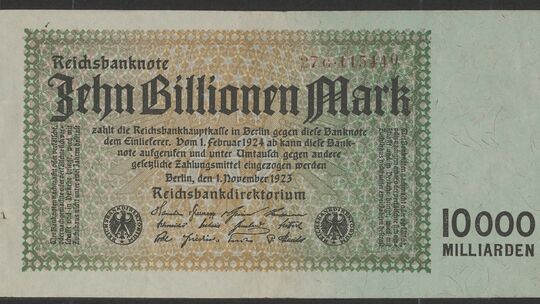 Reichsbanknote
27G·115440
Zehn Billionen Mark
zahlt die Reichsbankhauptkasse in Berlin gegen diese Banknote
dem Einlieferer. Vom 1. Februar 1924 ab kann diese Bank-
note aufgerufen und unter Umtausch gegen andere
gesetzliche Zahlungsmittel eingezogen werden
Berlin, den 1. November 1923
Reichsbankdirektorium
10000
MILLIARDEN